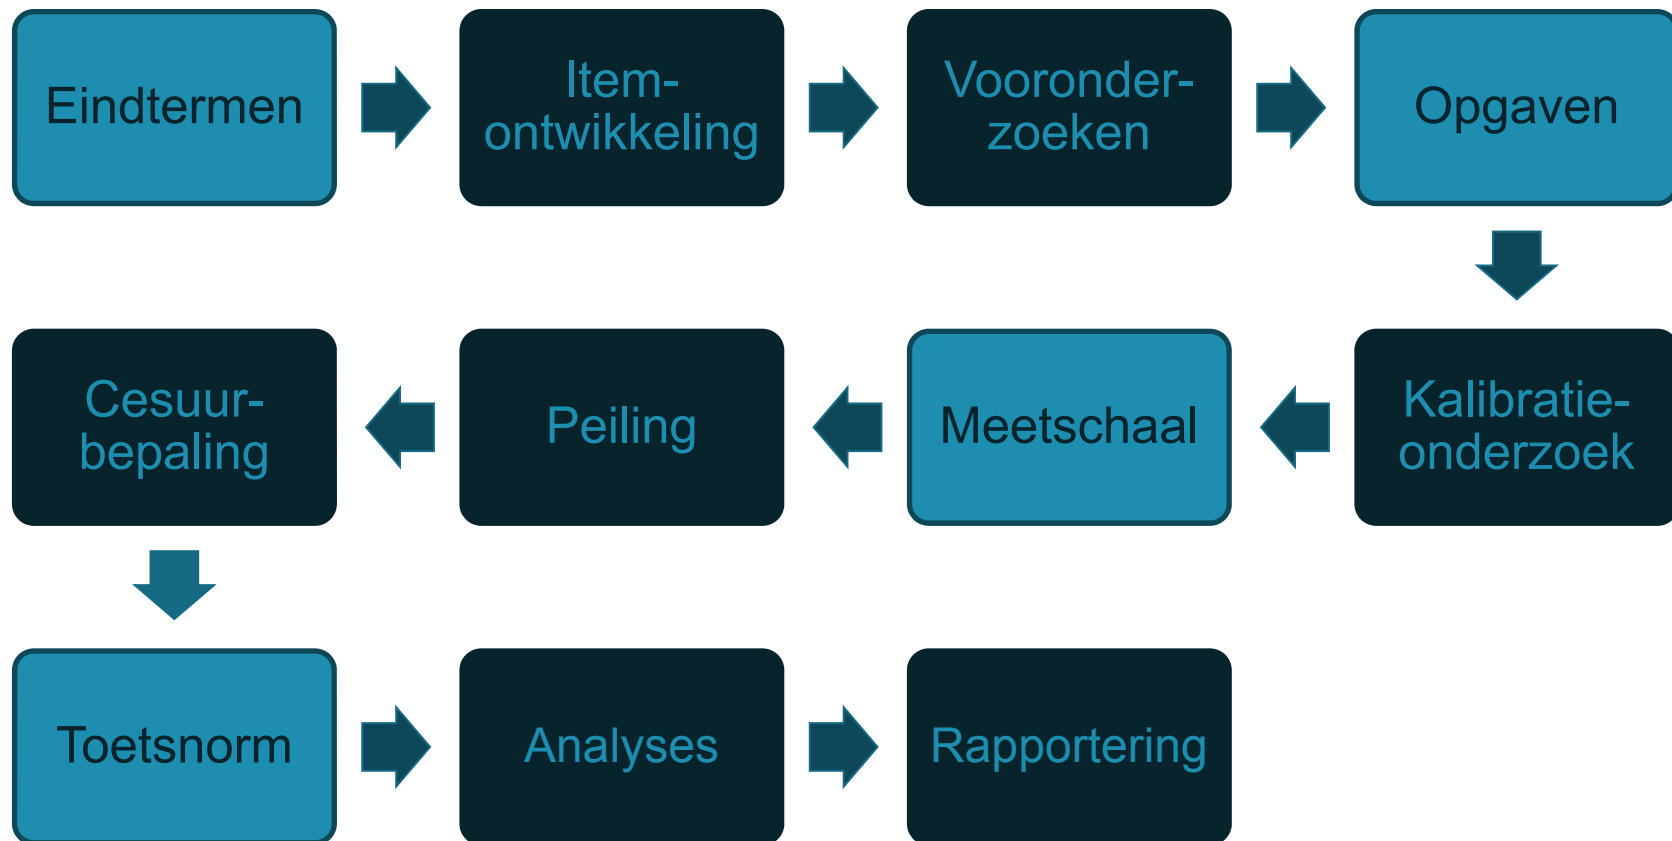 Eindtermen
Item-
ontwikkeling
Vooronder-
zoeken
Opgaven
Kalibratie-
onderzoek
Meetschaal
Peiling
Cesuur-
bepaling
Toetsnorm
Analyses
Rapportering